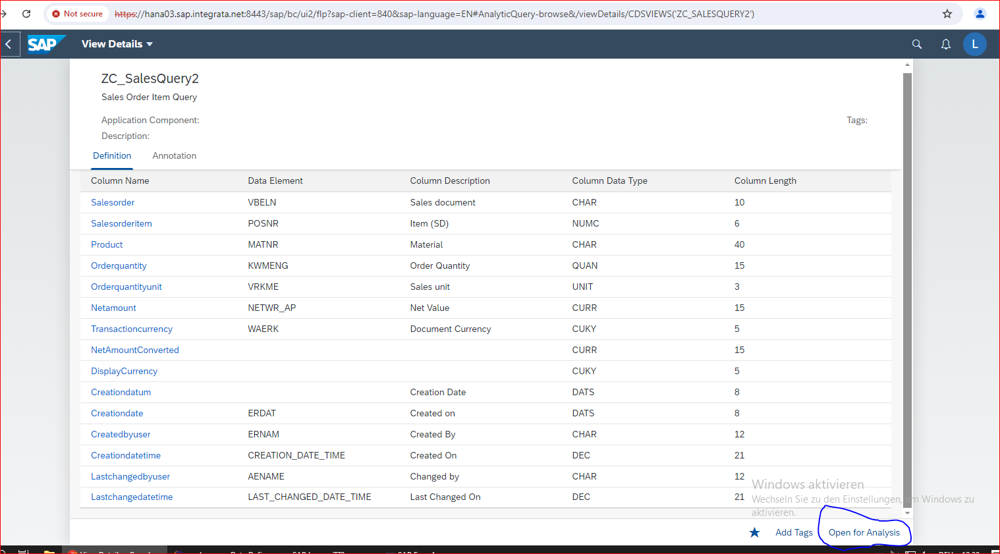 Not secure https://hana03.sap.integrata.net:8443/sap/bc/ui2/flp?sap-client=840&sap-language=EN#AnalyticQuery-browse&/viewDetails/CDSVIEWS('ZC_SALESQUERY2')
SAP View Details L
ZC_SalesQuery2
Sales Order Item Query
Application Component: Tags:
Description:
Definition Annotation
Column Name Data Element Column Description Column Data Type Column Length
Salesorder VBELN Sales document CHAR 10
Salesorderitem POSNR Item (SD) NUMC 6
Product MATNR Material CHAR 40
Orderquantity KWMENG Order Quantity QUAN 15
Orderquantityunit VRKME Sales unit UNIT 3
Netamount NETWR_AP Net Value CURR 15
Transactioncurrency WAERK Document Currency CUKY 5
NetAmountConverted CURR 15
DisplayCurrency CUKY 5
Creationdatum Creation Date DATS 8
Creationdate ERDAT Created on DATS 8
Createdbyuser ERNAM Created By CHAR 12
Creationdatetime CREATION_DATE_TIME Created On DEC 21
Lastchangedbyuser AENAME Changed by CHAR 12
Lastchangedatetime LAST_CHANGED_DATE_TIME Last Changed On DEC 21
Windows aktivieren
Wechseln Sie zu den Einstellungen, um Windows zu
aktivieren.
Add Tags Open for Analysis